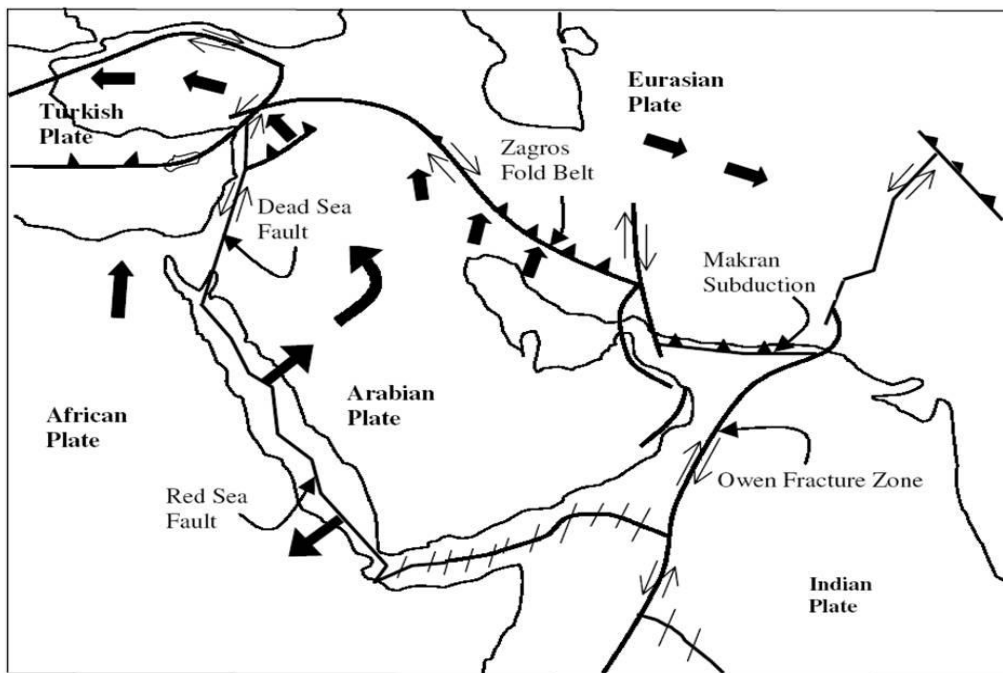 Eurasian
Plate
Turkish
Plate
Zagros
Fold Belt
Dead Sea
Fault
Makran
Subduction
African
Plate
Arabian
Plate
Red Sea
Fault
Owen Fracture Zone
Indian
Plate